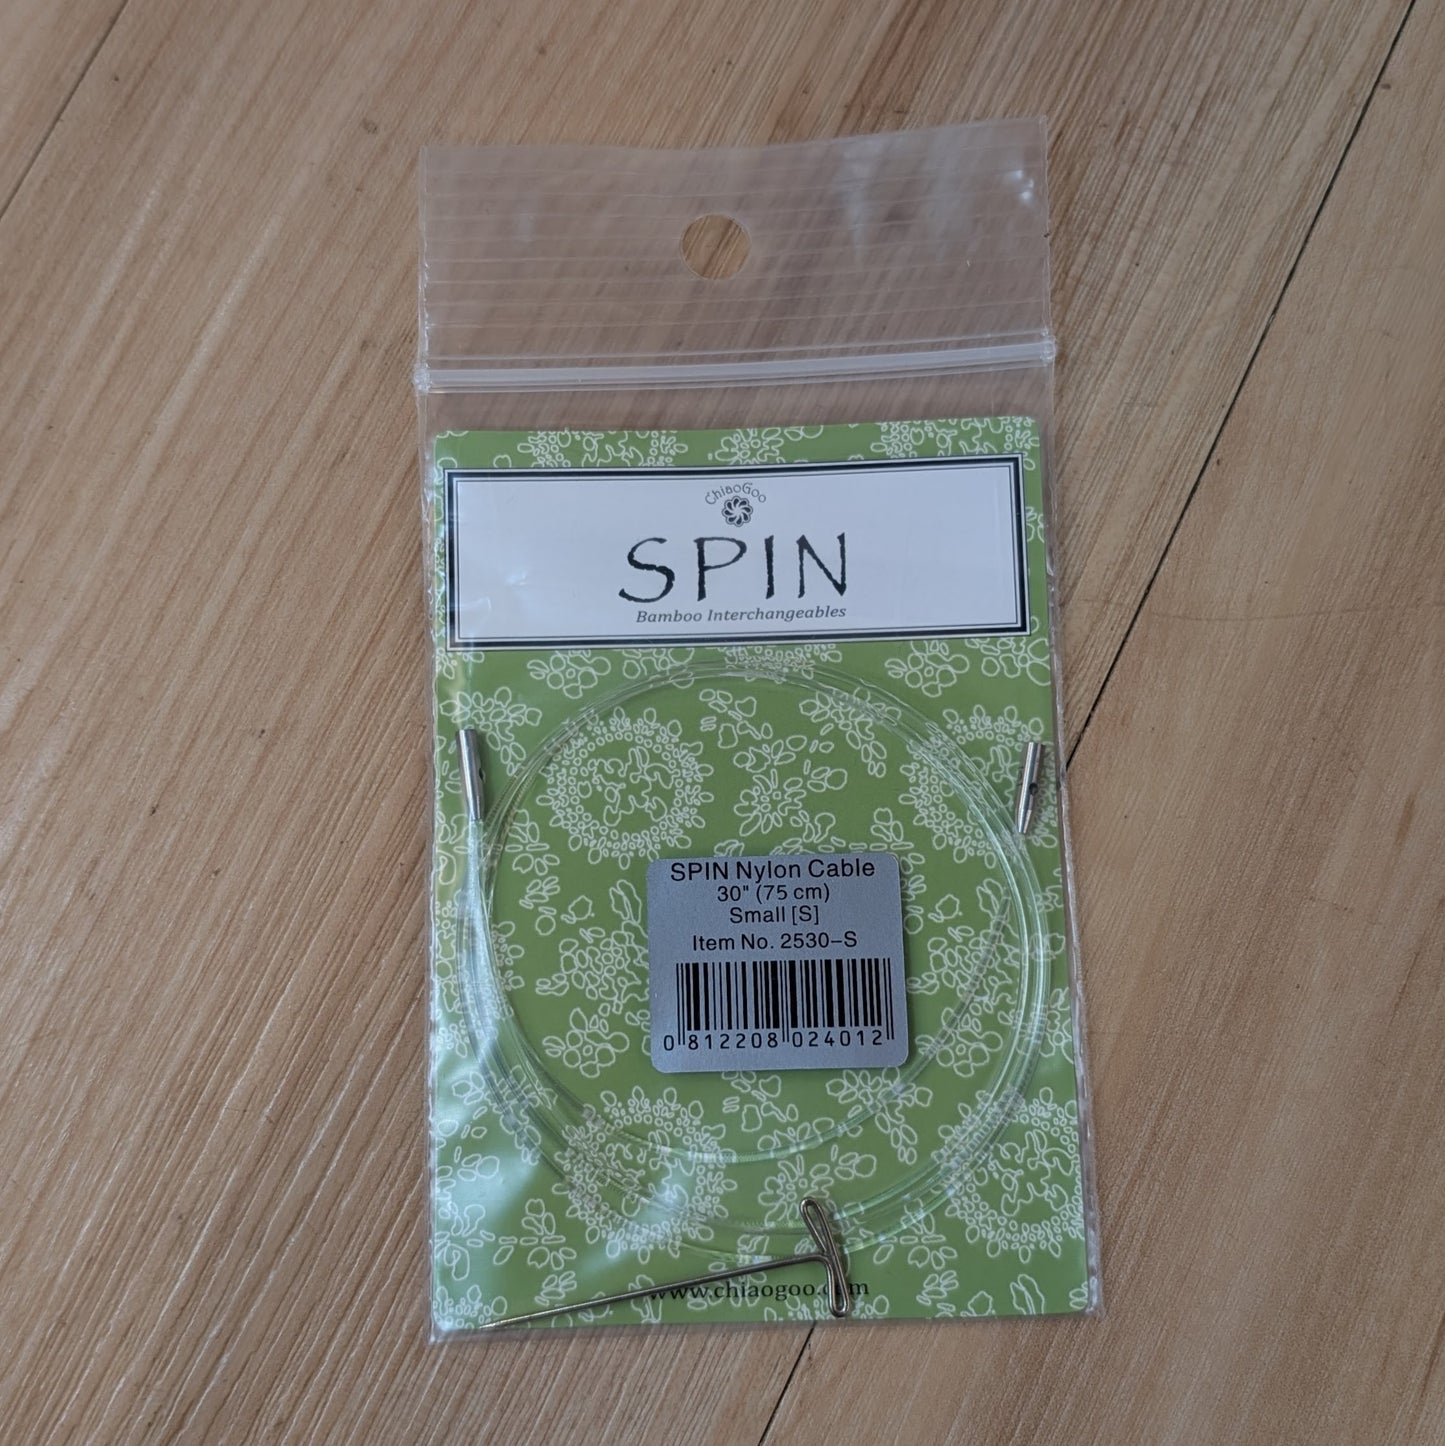 ChiaoGoo
SPIN
Bamboo Interchangeables
SPIN Nylon Cable
30" (75 cm)
Small [S]
Item No. 2530-S
0 812208 024012
www.chiaogoo.com